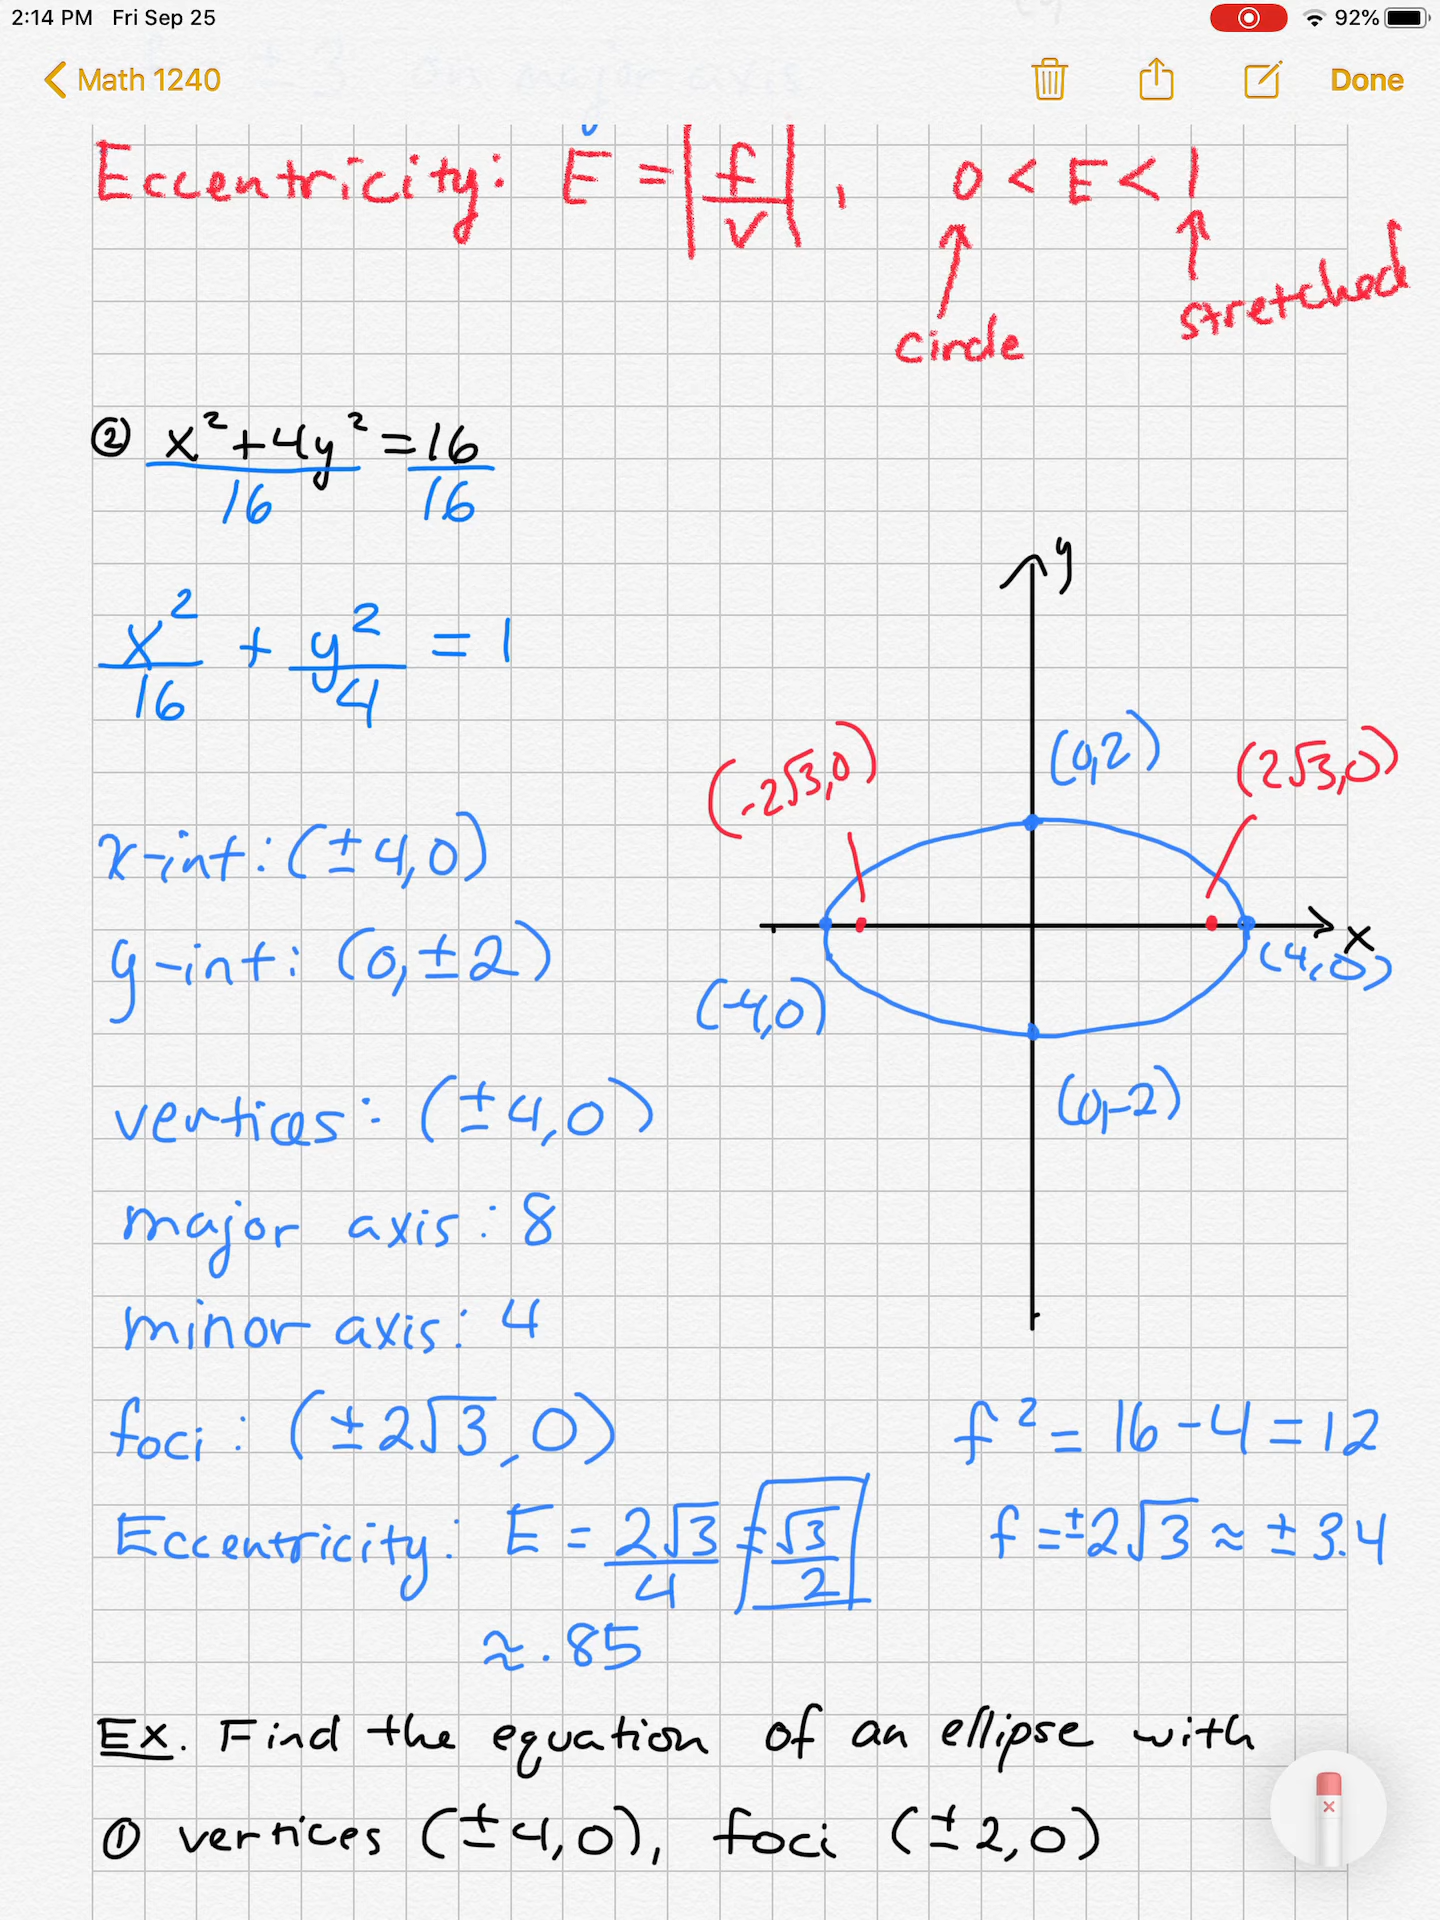 2:14 PM Fri Sep 25 92%
Math 1240 Done
Eccentricity: E = |f/v|, 0 < E < 1
circle stretched
② x²+4y² = 16
16 16
x²/16 + y²/4 = 1
y
(0,2)
(-2√3,0) (2√3,0)
x-int: (±4,0)
x
y-int: (0,±2)
(4,0)
(-4,0)
(0,-2)
vertices: (±4,0)
major axis: 8
minor axis: 4
foci: (±2√3,0) f² = 16-4 = 12
Eccentricity: E = 2√3/4 = √3/2 f = ±2√3 ≈ ±3.4
≈ .85
Ex. Find the equation of an ellipse with
① vertices (±4,0), foci (±2,0)